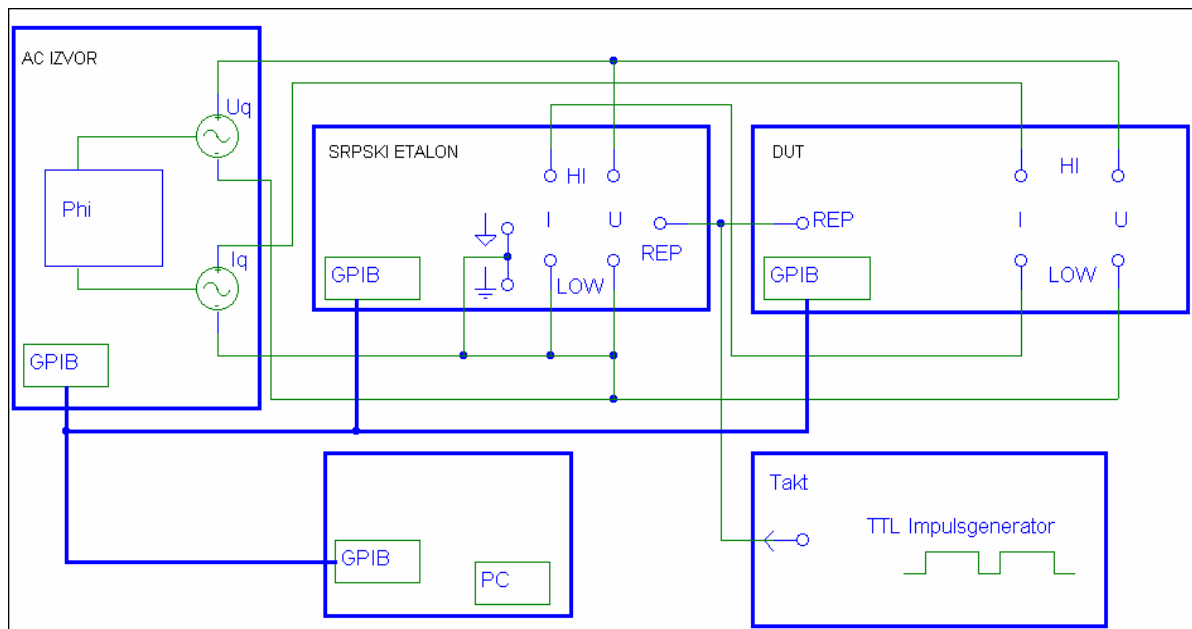 AC IZVOR
Uq
Phi
Iq
GPIB
SRPSKI ETALON
HI
I
U
REP
LOW
GPIB
DUT
HI
REP
I
U
LOW
GPIB
GPIB
PC
Takt
TTL Impulsgenerator